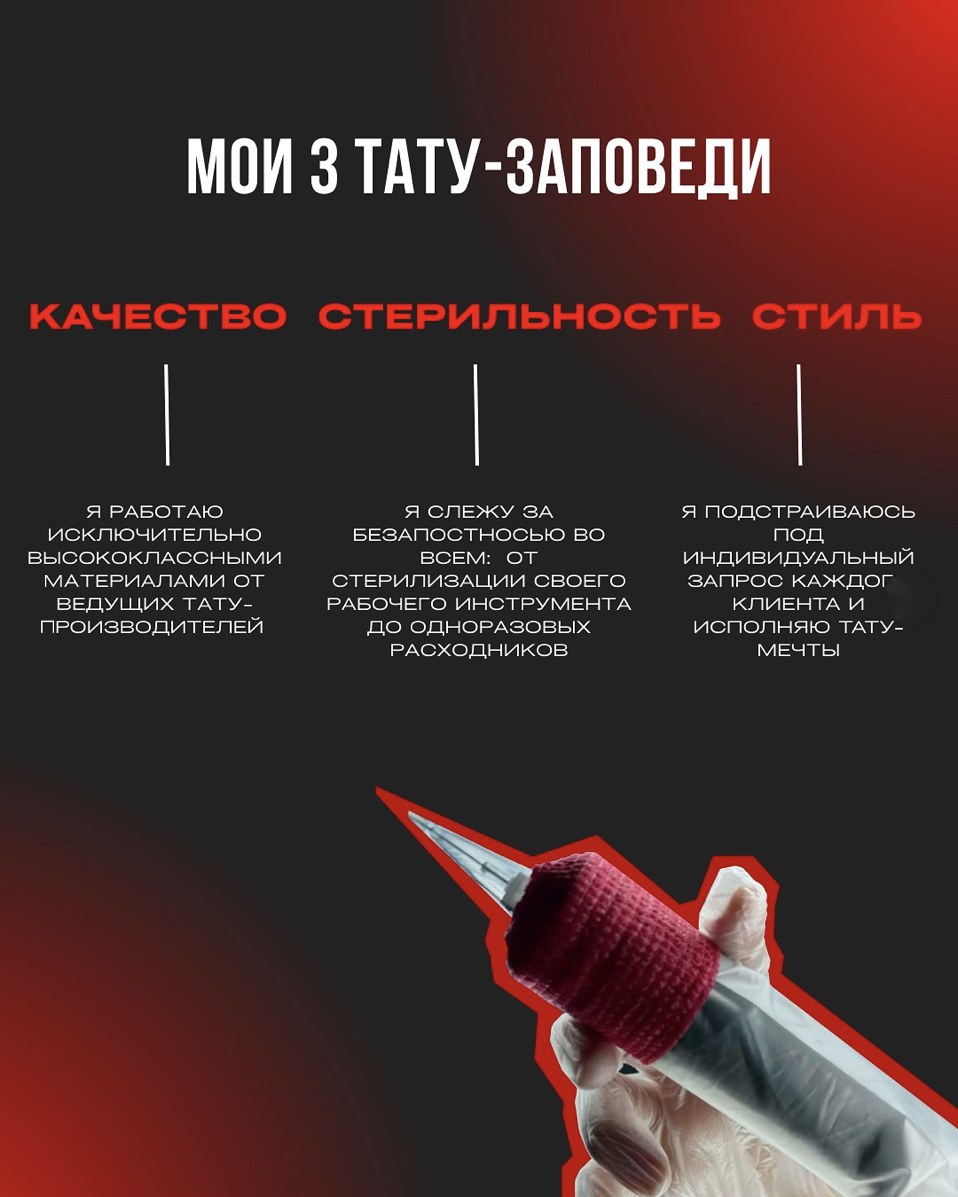 МОИ 3 ТАТУ-ЗАПОВЕДИ
КАЧЕСТВО
Я РАБОТАЮ
ИСКЛЮЧИТЕЛЬНО
ВЫСОКОКЛАССНЫМИ
МАТЕРИАЛАМИ ОТ
ВЕДУЩИХ ТАТУ-
ПРОИЗВОДИТЕЛЕЙ
СТЕРИЛЬНОСТЬ
Я СЛЕЖУ ЗА
БЕЗАПОСТНОСЬЮ ВО
ВСЕМ: ОТ
СТЕРИЛИЗАЦИИ СВОЕГО
РАБОЧЕГО ИНСТРУМЕНТА
ДО ОДНОРАЗОВЫХ
РАСХОДНИКОВ
СТИЛЬ
Я ПОДСТРАИВАЮСЬ
ПОД
ИНДИВИДУАЛЬНЫЙ
ЗАПРОС КАЖДОГ
КЛИЕНТА И
ИСПОЛНЯЮ ТАТУ-
МЕЧТЫ